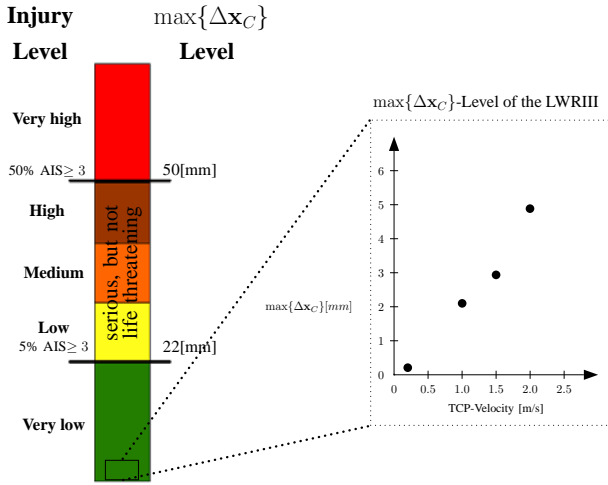 Injury max{Δx_C}
Level Level
Very high
50% AIS≥ 3 50[mm]
High
Medium
Low
5% AIS≥ 3 22[mm]
Very low
serious, but not
life threatening
max{Δx_C}-Level of the LWRIII
6
5
4
3
2
1
0
max{Δx_C}[mm]
0 0.5 1.0 1.5 2.0 2.5
TCP-Velocity [m/s]